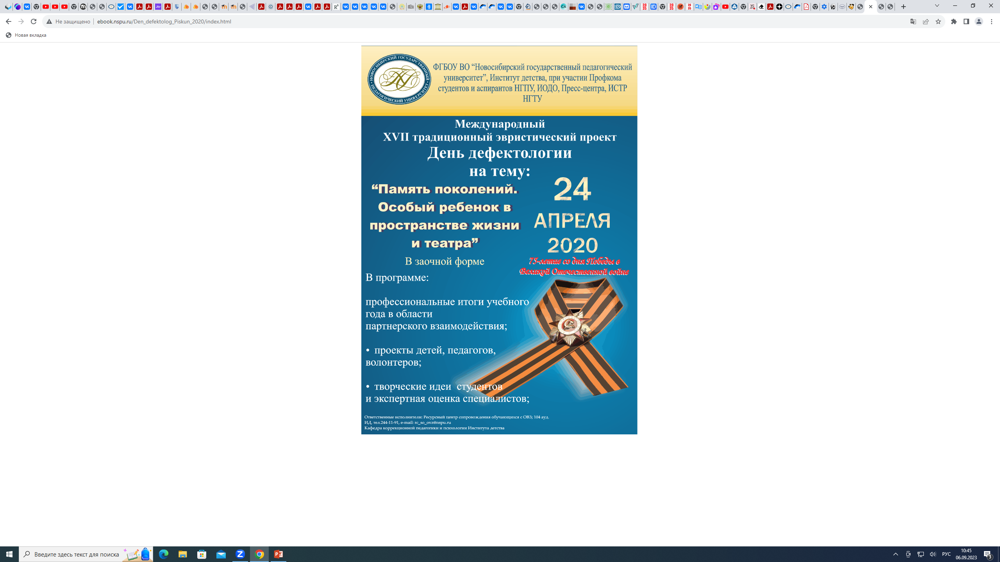 Не защищено
ebook.nspu.ru/Den_defektolog_Piskun_2020/index.html
Новая вкладка
НОВОСИБИРСКИЙ ГОСУДАРСТВЕННЫЙ
ПЕДАГОГИЧЕСКИЙ УНИВЕРСИТЕТ
ФГБОУ ВО “Новосибирский государственный педагогический
университет”, Институт детства, при участии Профкома
студентов и аспирантов НГПУ, ИОДО, Пресс-центра, ИСТР
НГТУ
Международный
XVII традиционный эвристический проект
День дефектологии
на тему:
“Память поколений.
Особый ребенок в
пространстве жизни
и театра”
24
АПРЕЛЯ
2020
В заочной форме
75-летие со дня Победы в
Великой Отечественной войне
В программе:
профессиональные итоги учебного
года в области
партнерского взаимодействия;
• проекты детей, педагогов,
волонтеров;
• творческие идеи студентов
и экспертная оценка специалистов;
Ответственные исполнители: Ресурсный центр сопровождения обучающихся с ОВЗ; 104 ауд.
ИД, тел.244-11-91, e-mail: rc_so_ovz@nspu.ru
Кафедра коррекционной педагогики и психологии Института детства
Введите здесь текст для поиска
РУС
10:45
06.09.2023
3